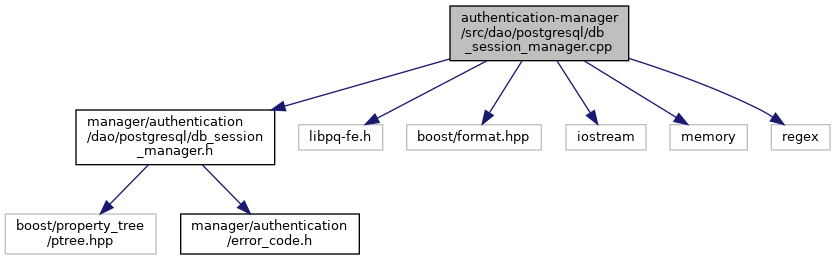 authentication-manager
/src/dao/postgresql/db
_session_manager.cpp
manager/authentication
/dao/postgresql/db_session
_manager.h
libpq-fe.h
boost/format.hpp
iostream
memory
regex
boost/property_tree
/ptree.hpp
manager/authentication
/error_code.h